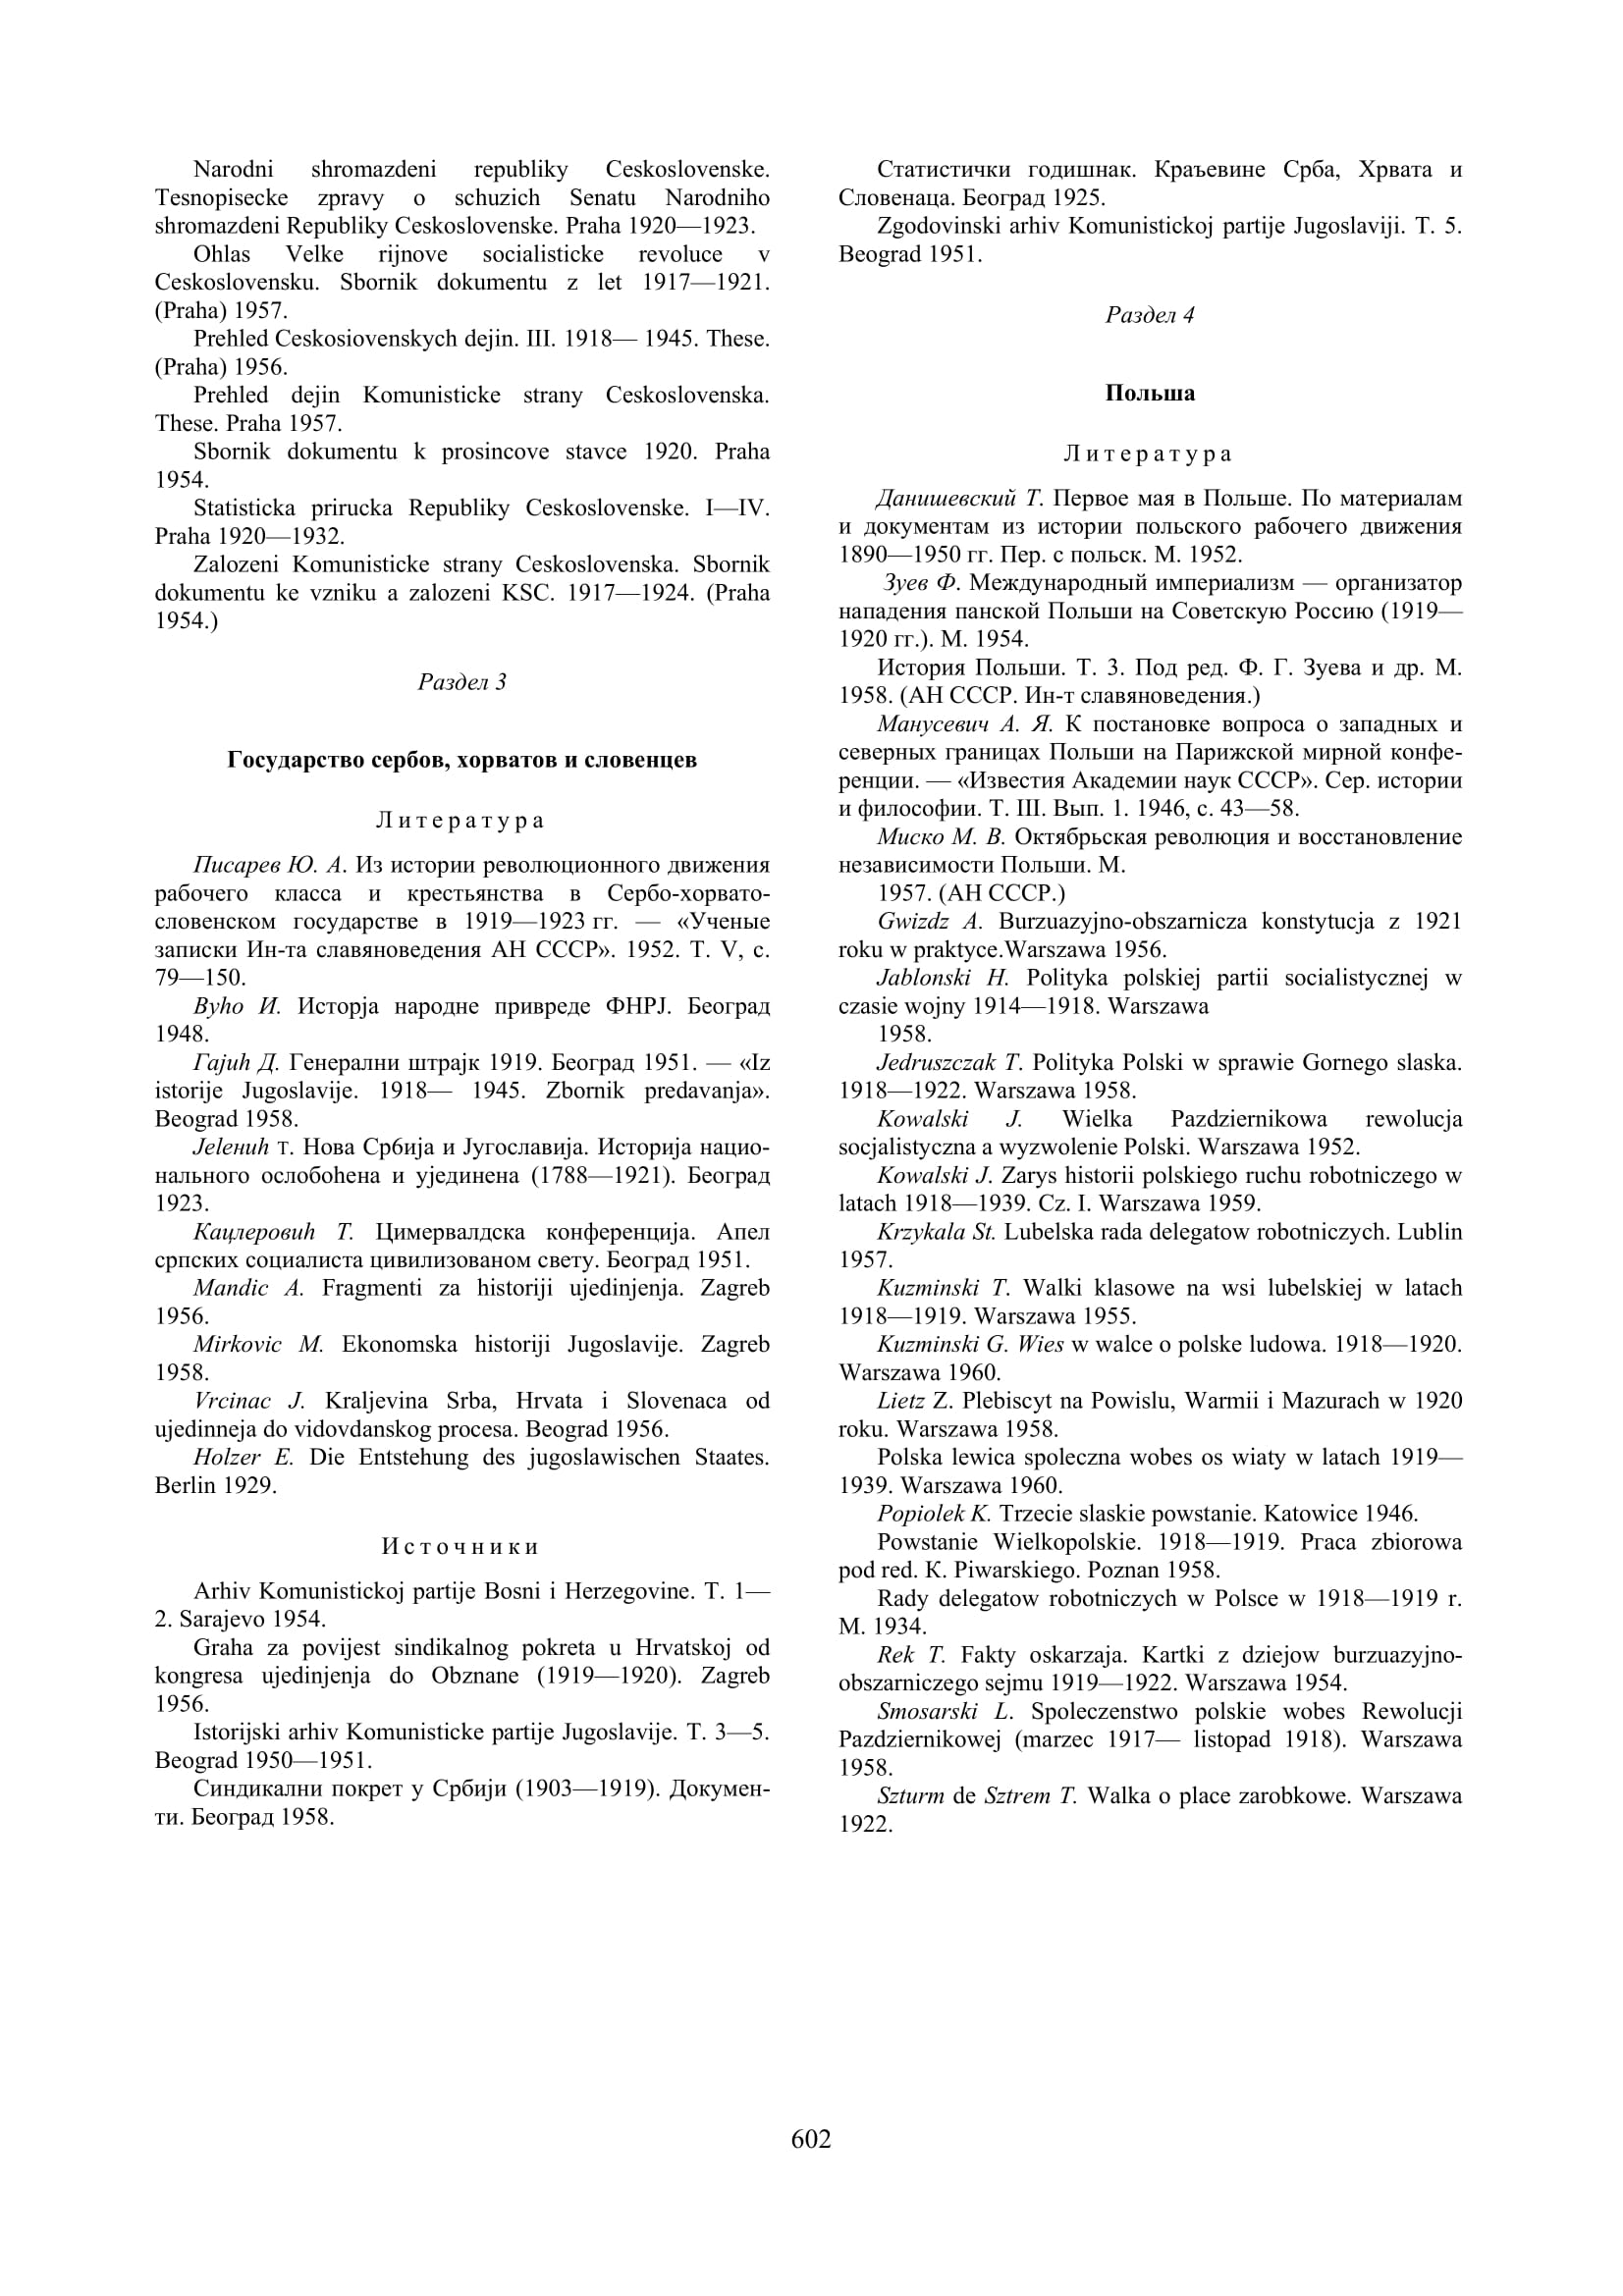 Narodni shromazdeni republiky Ceskoslovenske.
Tesnopisecke zpravy o schuzich Senatu Narodniho
shromazdeni Republiky Ceskoslovenske. Praha 1920—1923.
Ohlas Velke rijnove socialisticke revoluce v
Ceskoslovensku. Sbornik dokumentu z let 1917—1921.
(Praha) 1957.
Prehled Ceskosiovenskych dejin. III. 1918— 1945. These.
(Praha) 1956.
Prehled dejin Komunisticke strany Ceskoslovenska.
These. Praha 1957.
Sbornik dokumentu k prosincove stavce 1920. Praha
1954.
Statisticka prirucka Republiky Ceskoslovenske. I—IV.
Praha 1920—1932.
Zalozeni Komunisticke strany Ceskoslovenska. Sbornik
dokumentu ke vzniku a zalozeni KSC. 1917—1924. (Praha
1954.)
Раздел 3
Государство сербов, хорватов и словенцев
Литература
Писарев Ю. А. Из истории революционного движения
рабочего класса и крестьянства в Сербо-хорвато-
словенском государстве в 1919—1923 гг. — «Ученые
записки Ин-та славяноведения АН СССР». 1952. Т. V, с.
79—150.
Вуħо И. Исторjа народне привреде ФНРJ. Београд
1948.
Гаjиħ Д. Генерални штраjк 1919. Београд 1951. — «Iz
istorije Jugoslavije. 1918— 1945. Zbornik predavanja».
Beograd 1958.
Jеlениħ т. Нова Србиjа и Jугославиjа. Историjа нацио-
нального ослобоhена и уjединена (1788—1921). Београд
1923.
Кацлеровиħ Т. Цимервалдска конференциjа. Апел
српских социалиста цивилизованом свету. Београд 1951.
Mandic A. Fragmenti za historiji ujedinjenja. Zagreb
1956.
Mirkovic M. Ekonomska historiji Jugoslavije. Zagreb
1958.
Vrcinac J. Kraljevina Srba, Hrvata i Slovenaca od
ujedinneja do vidovdanskog procesa. Beograd 1956.
Holzer E. Die Entstehung des jugoslawischen Staates.
Berlin 1929.
Источники
Arhiv Komunistickoj partije Bosni i Herzegovine. T. 1—
2. Sarajevo 1954.
Graha za povijest sindikalnog pokreta u Hrvatskoj od
kongresa ujedinjenja do Obznane (1919—1920). Zagreb
1956.
Istorijski arhiv Komunisticke partije Jugoslavije. T. 3—5.
Beograd 1950—1951.
Синдикални покрет у Србиjи (1903—1919). Докумен-
ти. Београд 1958.
Статистички годишнак. Краъевине Срба, Хрвата и
Словенаца. Београд 1925.
Zgodovinski arhiv Komunistickoj partije Jugoslaviji. T. 5.
Beograd 1951.
Раздел 4
Польша
Литература
Данишевский Т. Первое мая в Польше. По материалам
и документам из истории польского рабочего движения
1890—1950 гг. Пер. с польск. М. 1952.
Зуев Ф. Международный империализм — организатор
нападения панской Польши на Советскую Россию (1919—
1920 гг.). М. 1954.
История Польши. Т. 3. Под ред. Ф. Г. Зуева и др. М.
1958. (АН СССР. Ин-т славяноведения.)
Манусевич А. Я. К постановке вопроса о западных и
северных границах Польши на Парижской мирной конфе-
ренции. — «Известия Академии наук СССР». Сер. истории
и философии. Т. III. Вып. 1. 1946, с. 43—58.
Миско М. В. Октябрьская революция и восстановление
независимости Польши. М.
1957. (АН СССР.)
Gwizdz A. Burzuazyjno-obszarnicza konstytucja z 1921
roku w praktyce.Warszawa 1956.
Jablonski H. Polityka polskiej partii socialistycznej w
czasie wojny 1914—1918. Warszawa
1958.
Jedruszczak T. Polityka Polski w sprawie Gornego slaska.
1918—1922. Warszawa 1958.
Kowalski J. Wielka Pazdziernikowa rewolucja
socjalistyczna a wyzwolenie Polski. Warszawa 1952.
Kowalski J. Zarys historii polskiego ruchu robotniczego w
latach 1918—1939. Cz. I. Warszawa 1959.
Krzykala St. Lubelska rada delegatow robotniczych. Lublin
1957.
Kuzminski T. Walki klasowe na wsi lubelskiej w latach
1918—1919. Warszawa 1955.
Kuzminski G. Wies w walce o polske ludowa. 1918—1920.
Warszawa 1960.
Lietz Z. Plebiscyt na Powislu, Warmii i Mazurach w 1920
roku. Warszawa 1958.
Polska lewica spoleczna wobes os wiaty w latach 1919—
1939. Warszawa 1960.
Popiolek K. Trzecie slaskie powstanie. Katowice 1946.
Powstanie Wielkopolskie. 1918—1919. Ргаса zbiorowa
pod red. К. Piwarskiego. Poznan 1958.
Rady delegatow robotniczych w Polsce w 1918—1919 r.
M. 1934.
Rek T. Fakty oskarzaja. Kartki z dziejow burzuazyjno-
obszarniczego sejmu 1919—1922. Warszawa 1954.
Smosarski L. Spoleczenstwo polskie wobes Rewolucji
Pazdziernikowej (marzec 1917— listopad 1918). Warszawa
1958.
Szturm de Sztrem T. Walka o place zarobkowe. Warszawa
1922.
602